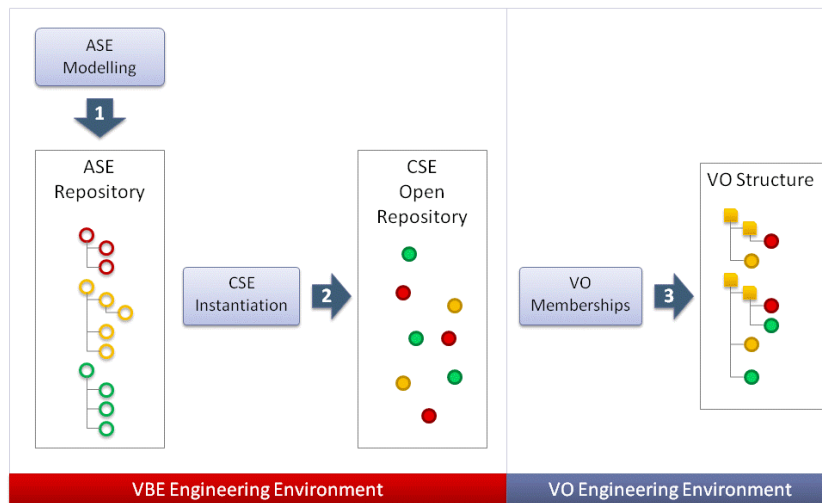 ASE
Modelling
1
ASE
Repository
CSE
Instantiation
2
CSE
Open
Repository
VO
Memberships
3
VO Structure
VBE Engineering Environment
VO Engineering Environment